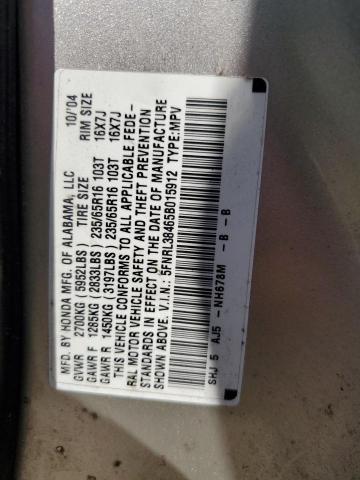 MFD. BY HONDA MFG. OF ALABAMA, LLC 10/'04
GVWR 2700KG (5952LBS) TIRE SIZE RIM SIZE
GAWR F 1285KG (2833LBS) 235/65R16 103T 16X7J
GAWR R 1450KG (3197LBS) 235/65R16 103T 16X7J
THIS VEHICLE CONFORMS TO ALL APPLICABLE FEDE-
RAL MOTOR VEHICLE SAFETY AND THEFT PREVENTION
STANDARDS IN EFFECT ON THE DATE OF MANUFACTURE
SHOWN ABOVE. V.I.N.: 5FNRL38465B015912 TYPE:MPV
SHJ 5 AJ5 - NH678M - B - B